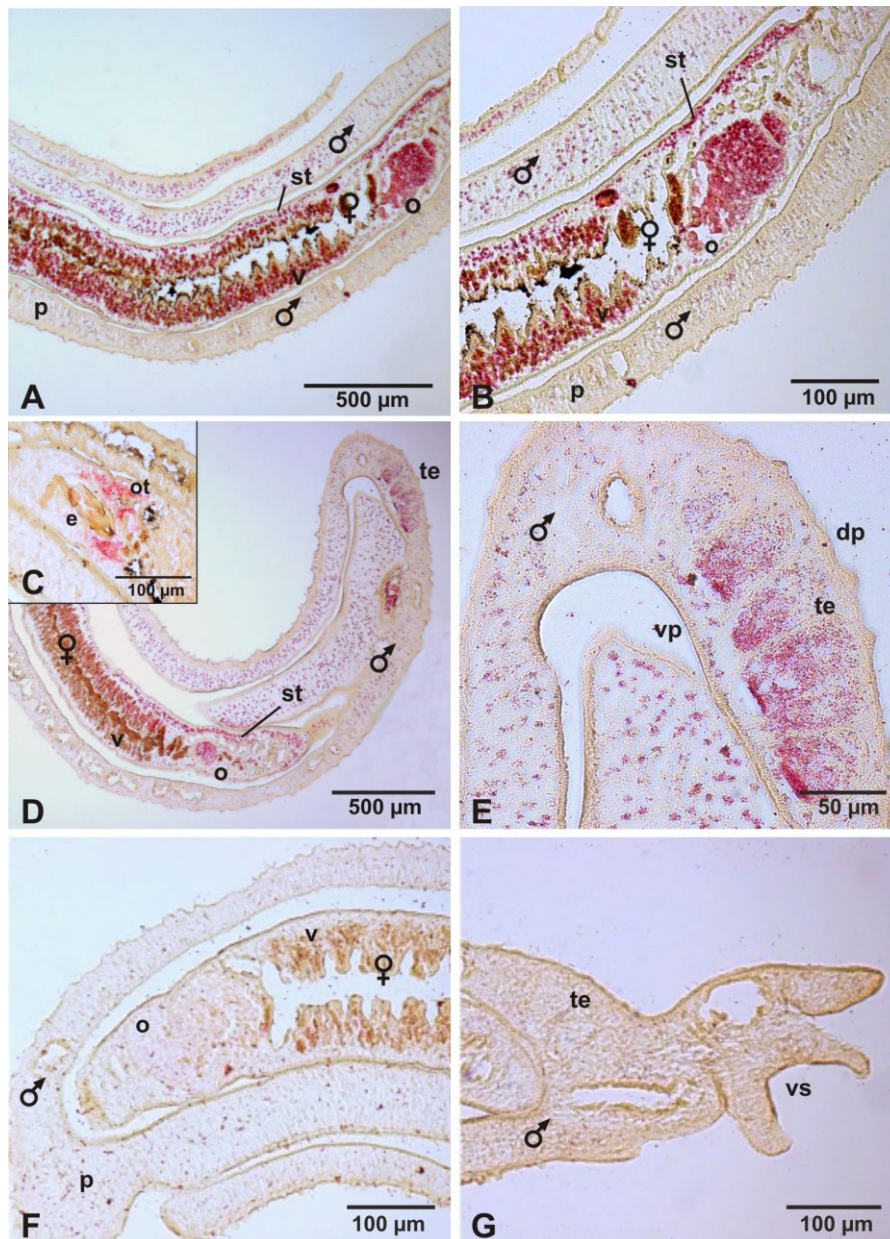 ♂
st
♀
o
v
♂
p
A
500 µm
st
♂
♀
o
v
♂
p
B
100 µm
ot
e
C
100 µm
te
♀
♂
st
v
o
D
500 µm
♂
dp
te
vp
E
50 µm
v
♀
o
♂
p
F
100 µm
te
vs
♂
G
100 µm